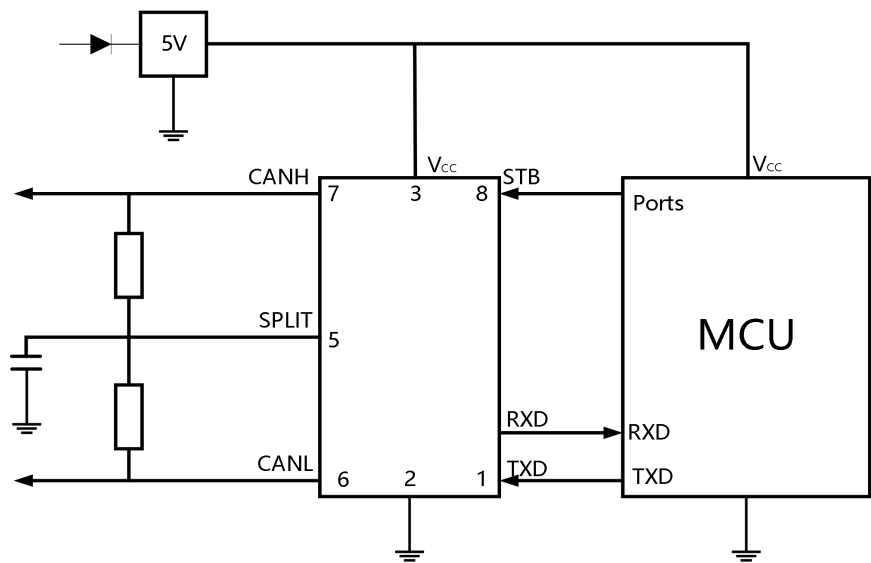 5V
VCC
VCC
CANH
7
3
8
STB
Ports
SPLIT
5
MCU
RXD
RXD
CANL
6
2
1
TXD
TXD